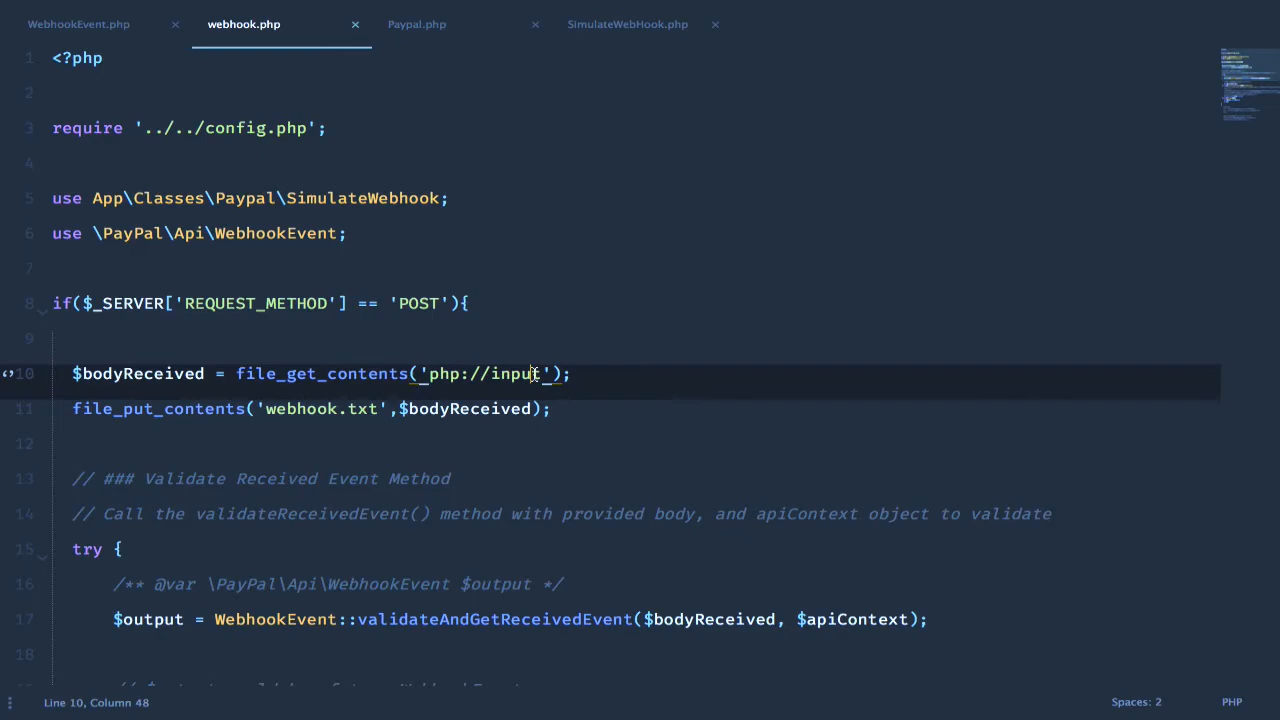 WebhookEvent.php × webhook.php × Paypal.php × SimulateWebHook.php ×
1 <?php
2
3 require '../../config.php';
4
5 use App\Classes\Paypal\SimulateWebhook;
6 use \PayPal\Api\WebhookEvent;
7
8 if($_SERVER['REQUEST_METHOD'] == 'POST'){
9
10 $bodyReceived = file_get_contents('php://input');
11 file_put_contents('webhook.txt',$bodyReceived);
12
13 // ### Validate Received Event Method
14 // Call the validateReceivedEvent() method with provided body, and apiContext object to validate
15 try {
16 /** @var \PayPal\Api\WebhookEvent $output */
17 $output = WebhookEvent::validateAndGetReceivedEvent($bodyReceived, $apiContext);
18
Line 10, Column 48 Spaces: 2 PHP